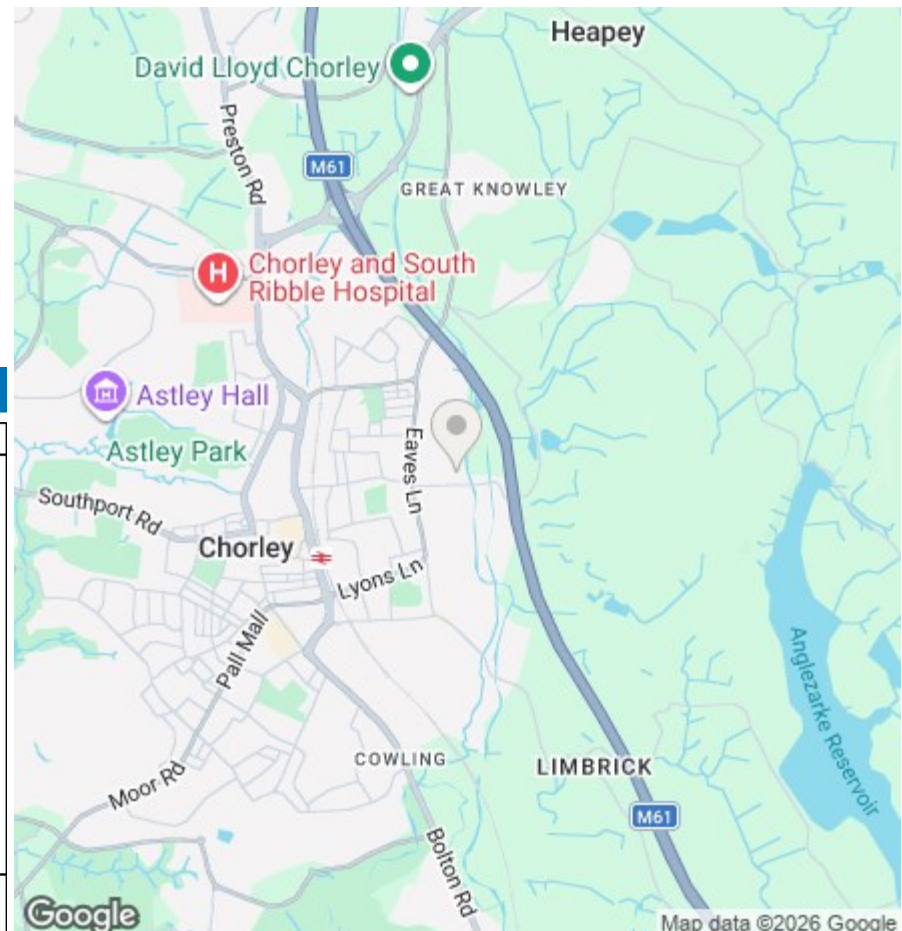 Heapey
David Lloyd Chorley
Preston Rd
M61
GREAT KNOWLEY
H
Chorley and South
Ribble Hospital
Astley Hall
Astley Park
Eaves Ln
Southport Rd
Chorley
Lyons Ln
Pall Mall
Anglezarke Reservoir
COWLING
LIMBRICK
Moor Rd
M61
Bolton Rd
Google
Map data ©2026 Google